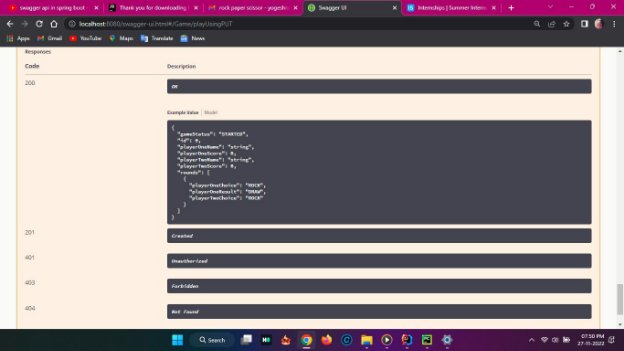 swagger api in spring boot
Thank you for downloading
rock paper scissor - yogesh
Swagger UI
Internships | Summer Interns
localhost:8080/swagger-ui.html#/Game/playUsingPUT
Apps
Gmail
YouTube
Maps
Translate
News
Responses
Code Description
200 OK
Example Value | Model
{
"gameStatus": "STARTED",
"id": 0,
"playerOneName": "string",
"playerOneScore": 0,
"playerTwoName": "string",
"playerTwoScore": 0,
"rounds": [
{
"playerOneChoice": "ROCK",
"playerOneResult": "DRAW",
"playerTwoChoice": "ROCK"
}
]
}
201 Created
401 Unauthorized
403 Forbidden
404 Not Found
Search
07:50 PM
27-11-2022